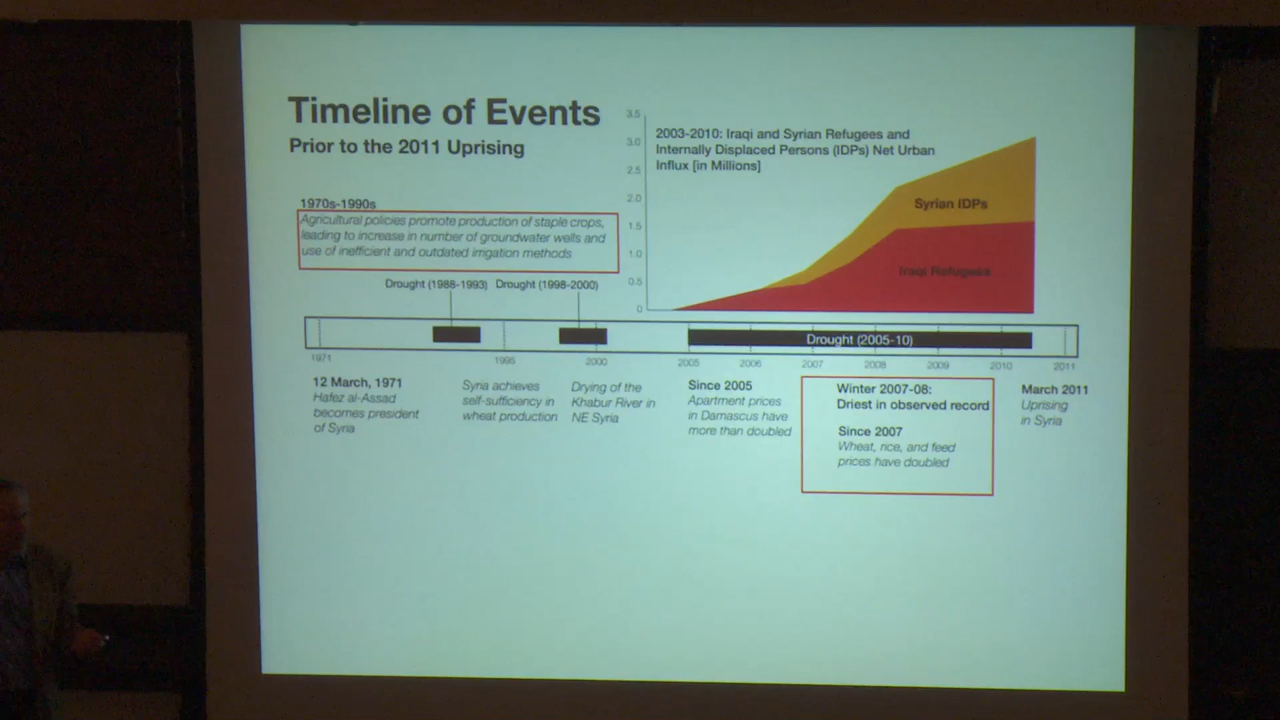 Timeline of Events
Prior to the 2011 Uprising
1970s-1990s
Agricultural policies promote production of staple crops,
leading to increase in number of groundwater wells and
use of inefficient and outdated irrigation methods
3.5
3.0
2.5
2.0
1.5
1.0
0.5
0
2003-2010: Iraqi and Syrian Refugees and
Internally Displaced Persons (IDPs) Net Urban
Influx [in Millions]
Syrian IDPs
Iraqi Refugees
Drought (1988-1993)
Drought (1998-2000)
Drought (2005-10)
1971
1995
2000
2005
2006
2007
2008
2009
2010
2011
12 March, 1971
Hafez al-Assad
becomes president
of Syria
Syria achieves
self-sufficiency in
wheat production
Drying of the
Khabur River in
NE Syria
Since 2005
Apartment prices
in Damascus have
more than doubled
Winter 2007-08:
Driest in observed record
Since 2007
Wheat, rice, and feed
prices have doubled
March 2011
Uprising
in Syria